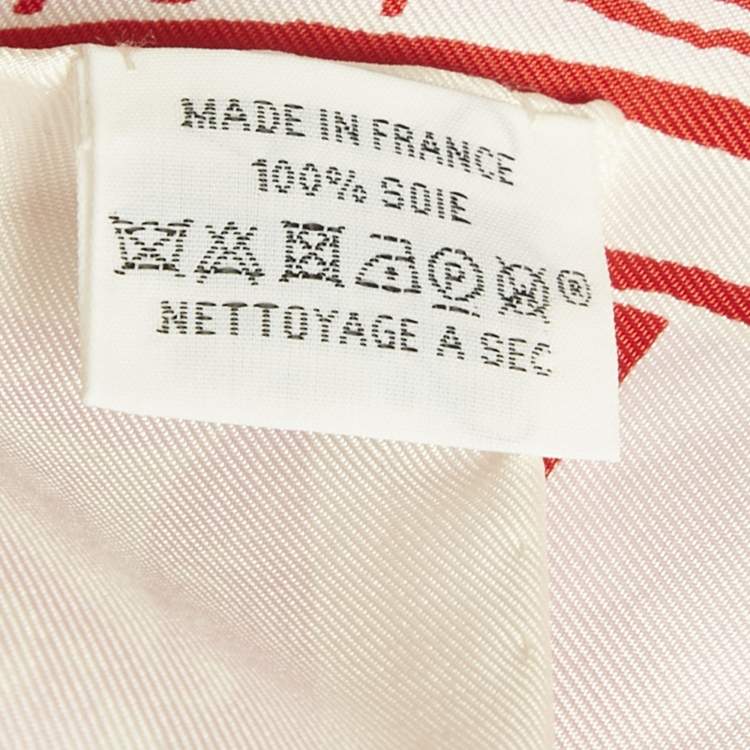 MADE IN FRANCE
100% SOIE
P ®
NETTOYAGE A SEC